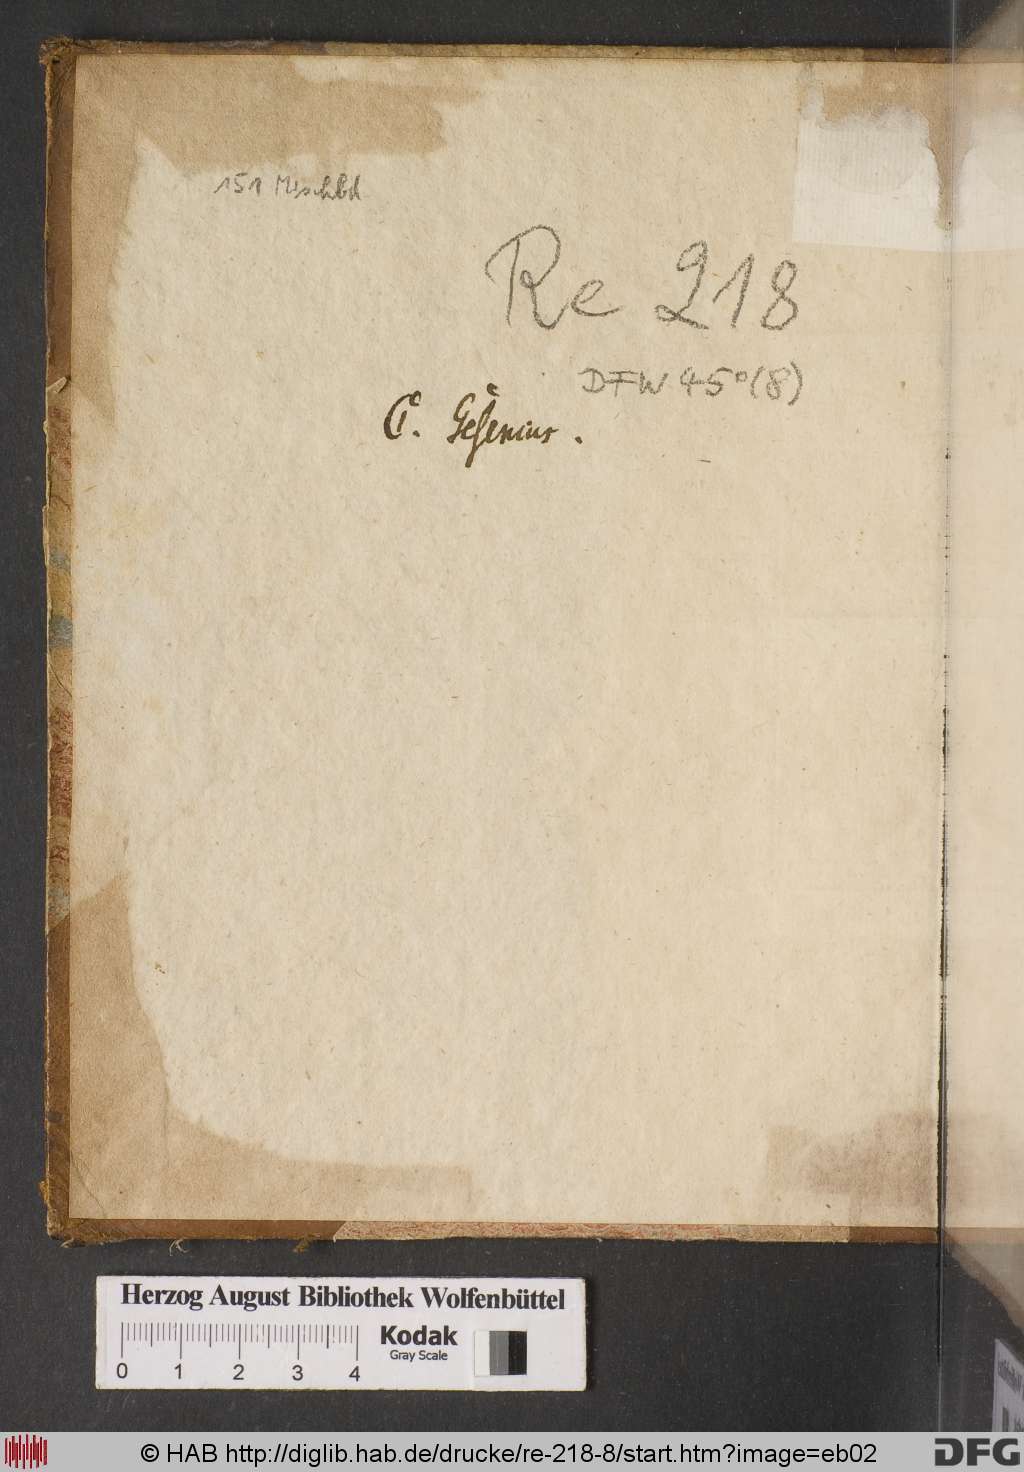 151 Mischbd
Re 218
DFW 45°(8)
C. Gesenius.
Herzog August Bibliothek Wolfenbüttel
0 1 2 3 4
Kodak
Gray Scale
© HAB http://diglib.hab.de/drucke/re-218-8/start.htm?image=eb02
DFG